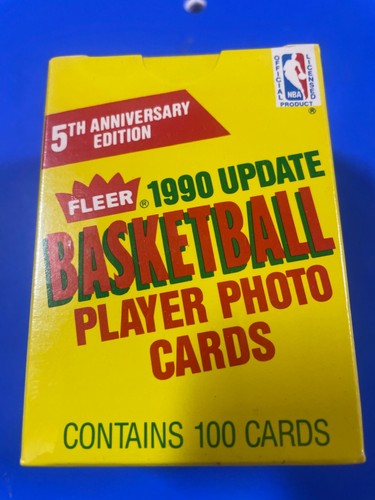 OFFICIAL
LICENSED
NBA
PRODUCT
®
5TH ANNIVERSARY
EDITION
FLEER® 1990 UPDATE
BASKETBALL
PLAYER PHOTO
CARDS
CONTAINS 100 CARDS